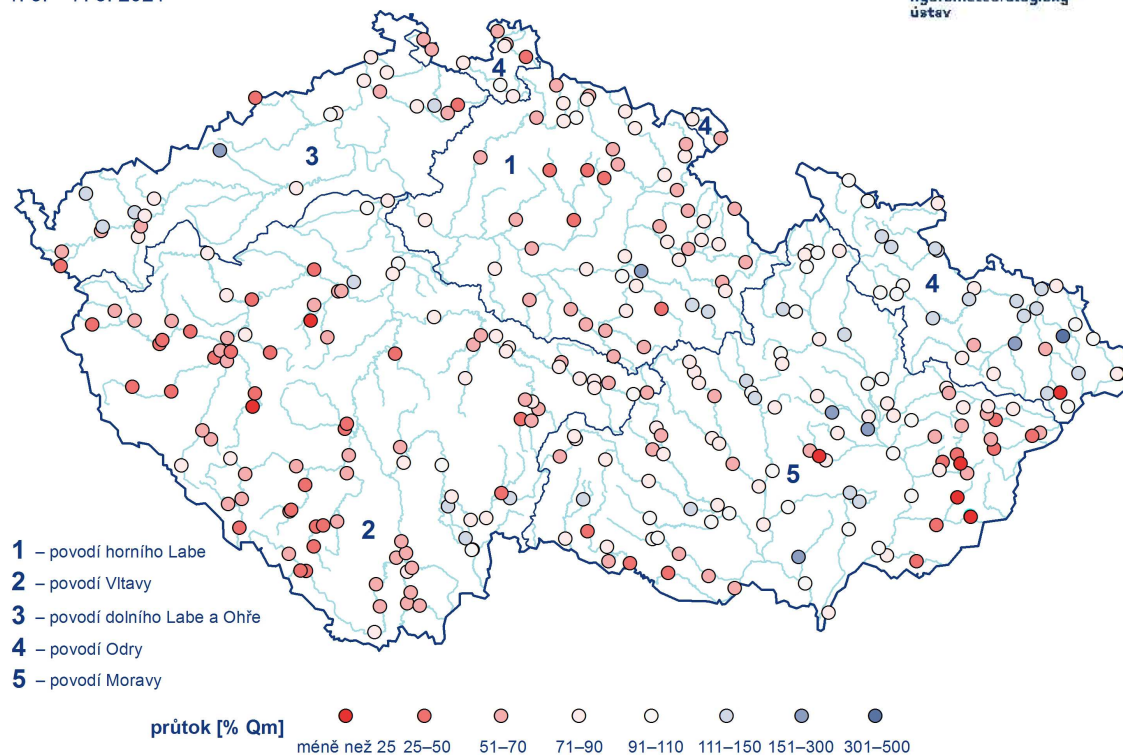 ústav
4
4
3
1
4
5
2
1 – povodí horního Labe
2 – povodí Vltavy
3 – povodí dolního Labe a Ohře
4 – povodí Odry
5 – povodí Moravy
průtok [% Qm]
méně než 25 25–50 51–70 71–90 91–110 111–150 151–300 301–500